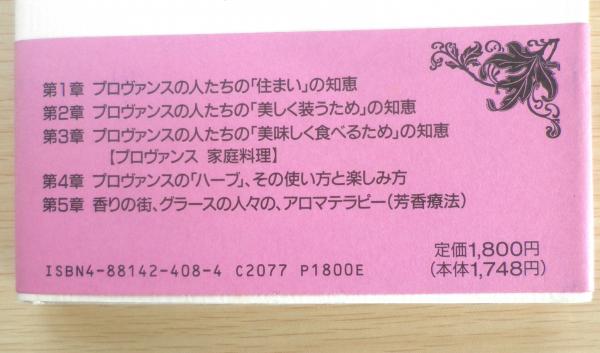 第1章 プロヴァンスの人たちの「住まい」の知恵
第2章 プロヴァンスの人たちの「美しく装うため」の知恵
第3章 プロヴァンスの人たちの「美味しく食べるため」の知恵
【プロヴァンス 家庭料理】
第4章 プロヴァンスの「ハーブ」、その使い方と楽しみ方
第5章 香りの街、グラースの人々の、アロマテラピー(芳香療法)
定価1,800円
ISBN4-88142-408-4 C2077 P1800E
(本体1,748円)